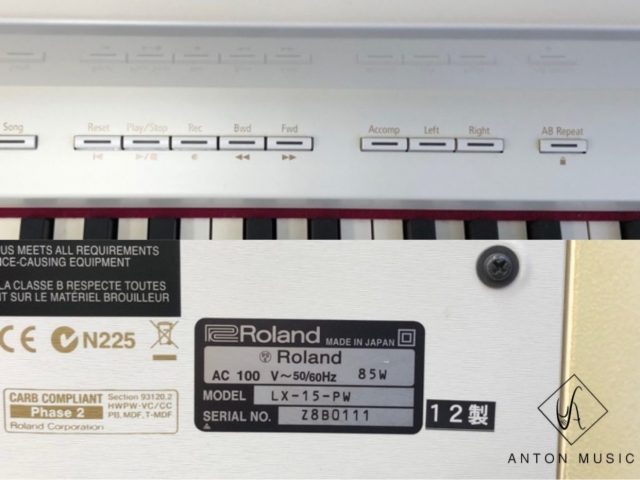 Song
Reset Play/Stop Rec Bwd Fwd
Accomp Left Right
AB Repeat
US MEETS ALL REQUIREMENTS
ICE-CAUSING EQUIPMENT
LA CLASSE B RESPECTE TOUTES
NT SUR LE MATÉRIEL BROUILLEUR
CE N225
CARB COMPLIANT
Phase 2
Roland Corporation
Section 93120.2
HWPW-VC/CC
PB, MDF, T-MDF
Roland MADE IN JAPAN
Roland
AC 100 V~50/60Hz 85W
MODEL LX-15-PW
SERIAL NO. Z8B0111
12製
ANTON MUSIC